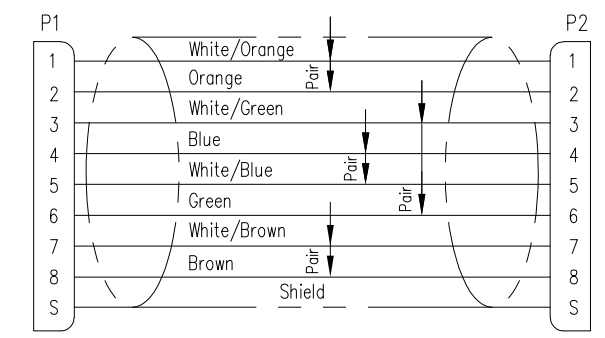 P1 P2
White/Orange
1 1
Orange Pair
2 2
White/Green
3 3
Blue
4 4
White/Blue Pair
5 5
Green Pair
6 6
White/Brown
7 7
Brown Pair
8 8
Shield
S S